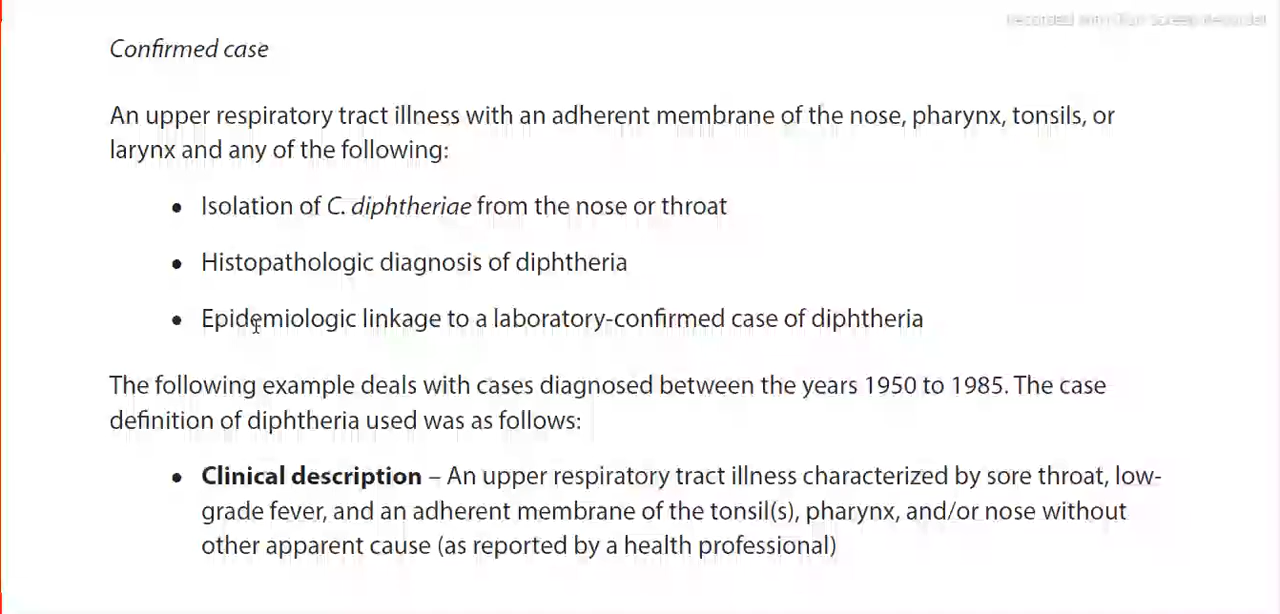 Confirmed case
An upper respiratory tract illness with an adherent membrane of the nose, pharynx, tonsils, or
larynx and any of the following:
• Isolation of C. diphtheriae from the nose or throat
• Histopathologic diagnosis of diphtheria
• Epidemiologic linkage to a laboratory-confirmed case of diphtheria
The following example deals with cases diagnosed between the years 1950 to 1985. The case
definition of diphtheria used was as follows:
• Clinical description – An upper respiratory tract illness characterized by sore throat, low-
grade fever, and an adherent membrane of the tonsil(s), pharynx, and/or nose without
other apparent cause (as reported by a health professional)